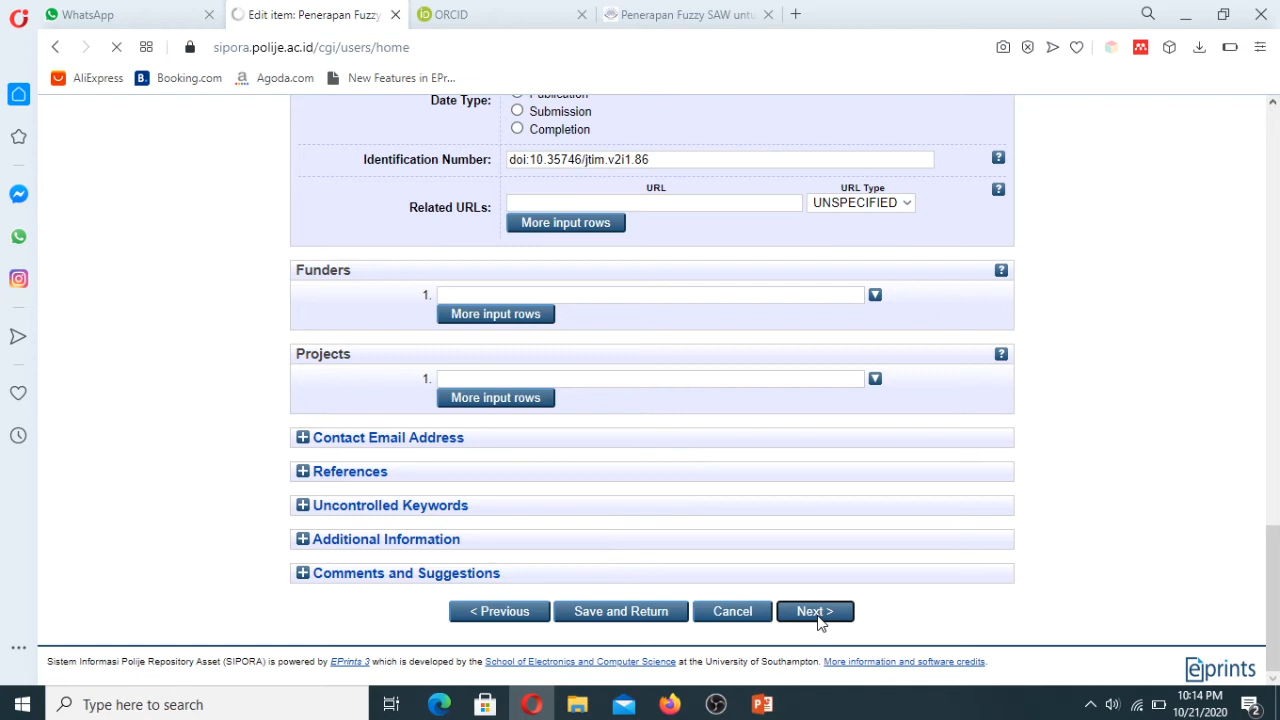 WhatsApp
Edit item: Penerapan Fuzzy
ORCID
Penerapan Fuzzy SAW untu
sipora.polije.ac.id/cgi/users/home
AliExpress
Booking.com
Agoda.com
New Features in EPr...
Publication
Date Type:
Submission
Completion
Identification Number:
doi:10.35746/jtim.v2i1.86
URL
URL Type
Related URLs:
UNSPECIFIED
More input rows
Funders
1.
More input rows
Projects
1.
More input rows
Contact Email Address
References
Uncontrolled Keywords
Additional Information
Comments and Suggestions
< Previous
Save and Return
Cancel
Next >
Sistem Informasi Polije Repository Asset (SIPORA) is powered by EPrints 3 which is developed by the School of Electronics and Computer Science at the University of Southampton. More information and software credits.
eprints
Type here to search
10:14 PM
10/21/2020
2